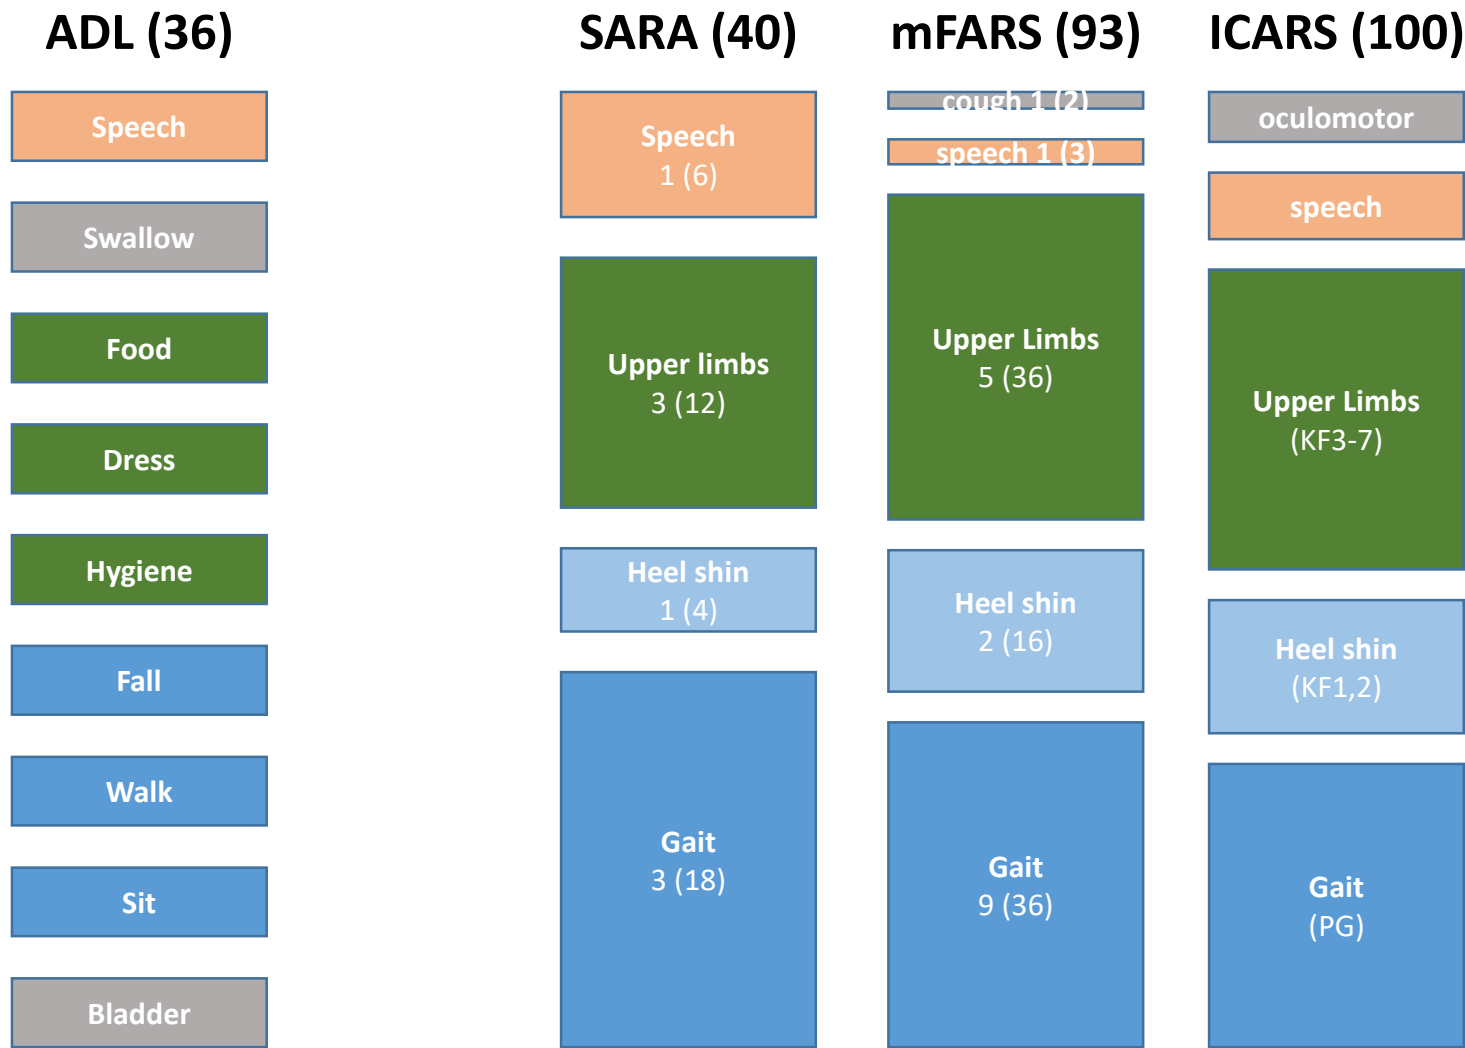 ADL (36)
Speech
Swallow
Food
Dress
Hygiene
Fall
Walk
Sit
Bladder
SARA (40)
Speech
1 (6)
Upper limbs
3 (12)
Heel shin
1 (4)
Gait
3 (18)
mFARS (93)
cough 1 (2)
speech 1 (3)
Upper Limbs
5 (36)
Heel shin
2 (16)
Gait
9 (36)
ICARS (100)
oculomotor
speech
Upper Limbs
(KF3-7)
Heel shin
(KF1,2)
Gait
(PG)